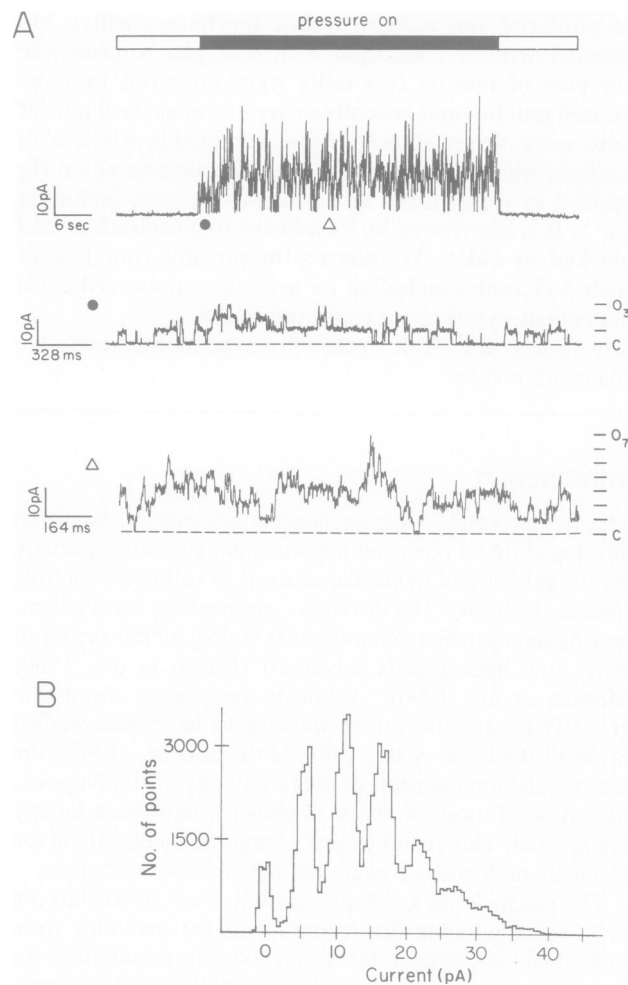 A
pressure on
10pA
6 sec
●
△
●
10pA
328 ms
O3
C
△
10pA
164 ms
O7
C
B
No. of points
3000
1500
0
10
20
30
40
Current (pA)